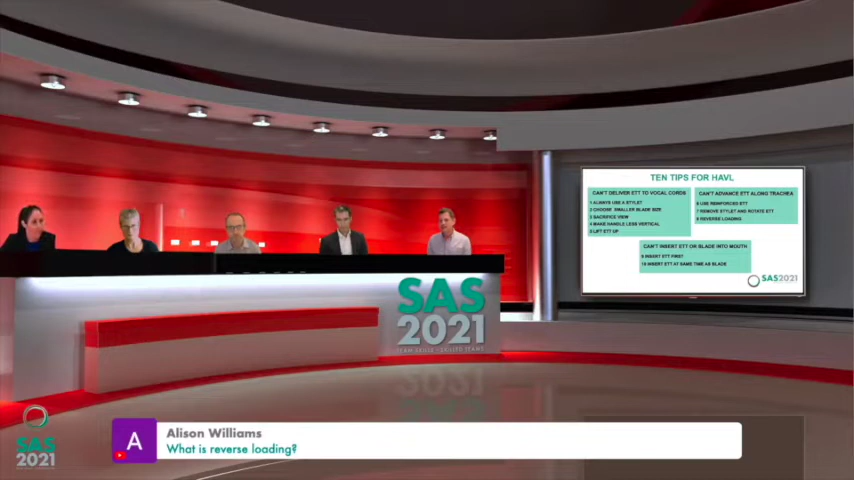 TEN TIPS FOR HAVL
CAN'T DELIVER ETT TO VOCAL CORDS
1 ALWAYS USE A STYLET
2 CHOOSE SMALLER BLADE SIZE
3 SACRIFICE VIEW
4 MAKE HANDLE LESS VERTICAL
5 LIFT ETT UP
CAN'T ADVANCE ETT ALONG TRACHEA
6 USE REINFORCED ETT
7 REMOVE STYLET AND ROTATE ETT
8 REVERSE LOADING
CAN'T INSERT ETT OR BLADE INTO MOUTH
9 INSERT ETT FIRST
10 INSERT ETT AT SAME TIME AS BLADE
SAS2021
SAS
2021
TEAM SKILLS - SKILLED TEAMS
SAS
2021
A
Alison Williams
What is reverse loading?